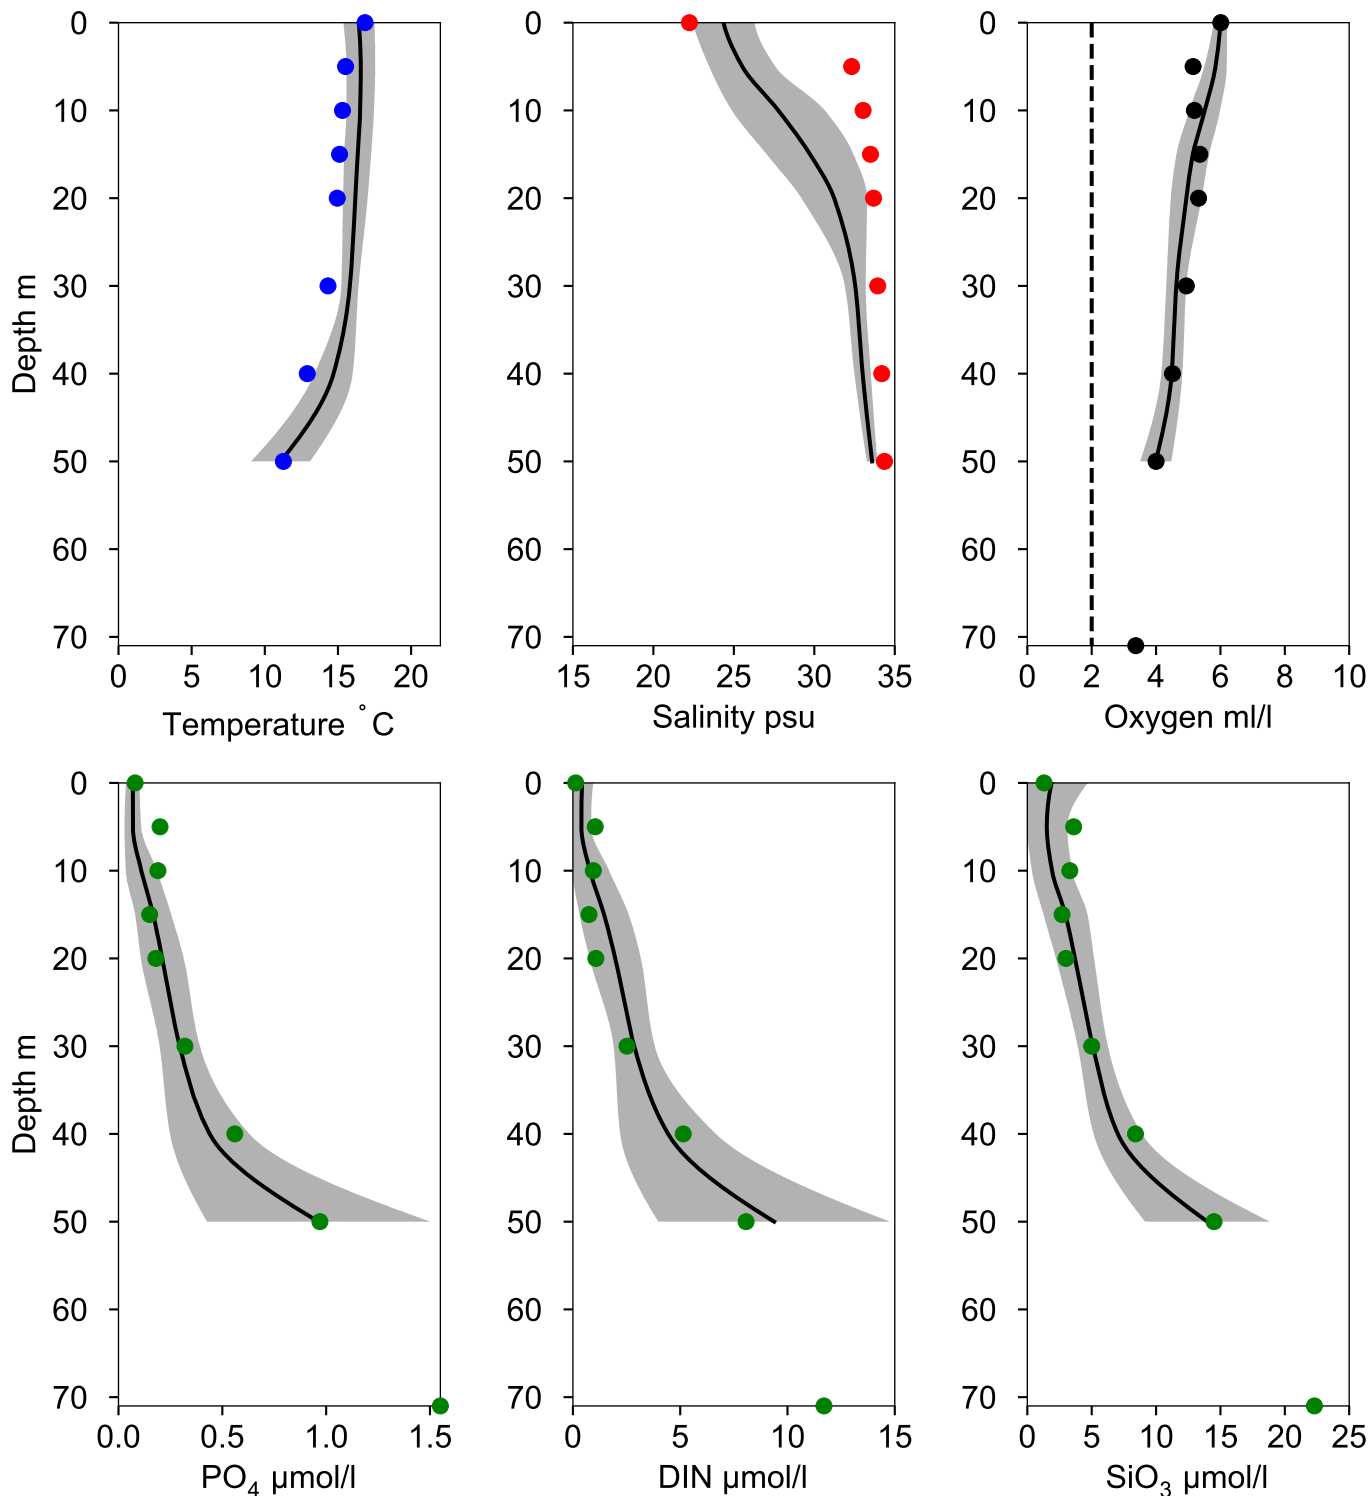 0 0 0
10 10 10
20 20 20
30 30 30
40 40 40
50 50 50
60 60 60
70 70 70
Depth m
0 5 10 15 20 15 20 25 30 35 0 2 4 6 8 10
Temperature °C Salinity psu Oxygen ml/l
0 0 0
10 10 10
20 20 20
30 30 30
40 40 40
50 50 50
60 60 60
70 70 70
Depth m
0.0 0.5 1.0 1.5 0 5 10 15 0 5 10 15 20 25
PO₄ µmol/l DIN µmol/l SiO₃ µmol/l